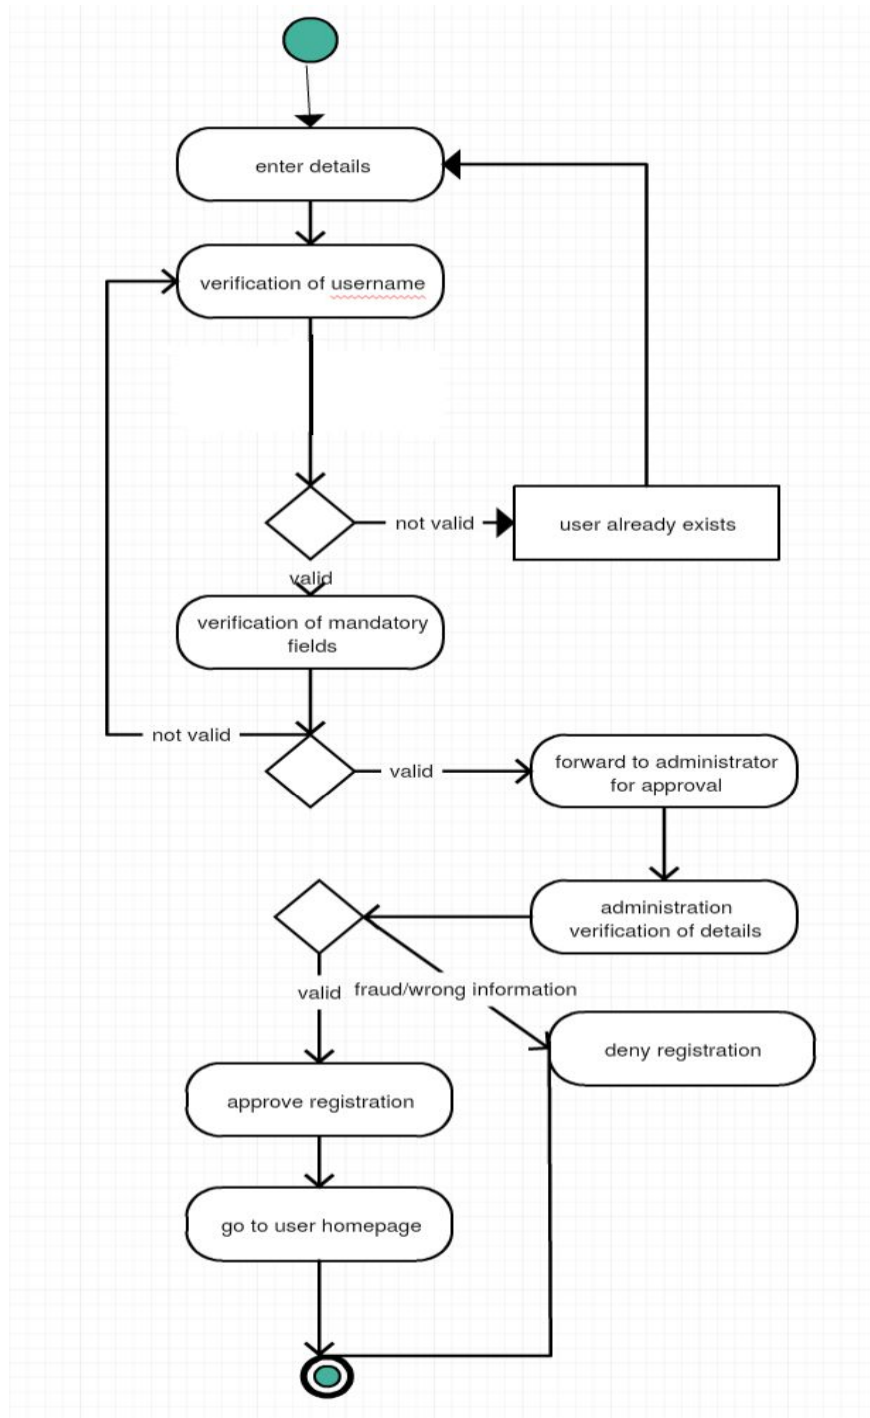 enter details
verification of username
not valid
user already exists
valid
verification of mandatory
fields
not valid
valid
forward to administrator
for approval
administration
verification of details
valid
fraud/wrong information
deny registration
approve registration
go to user homepage